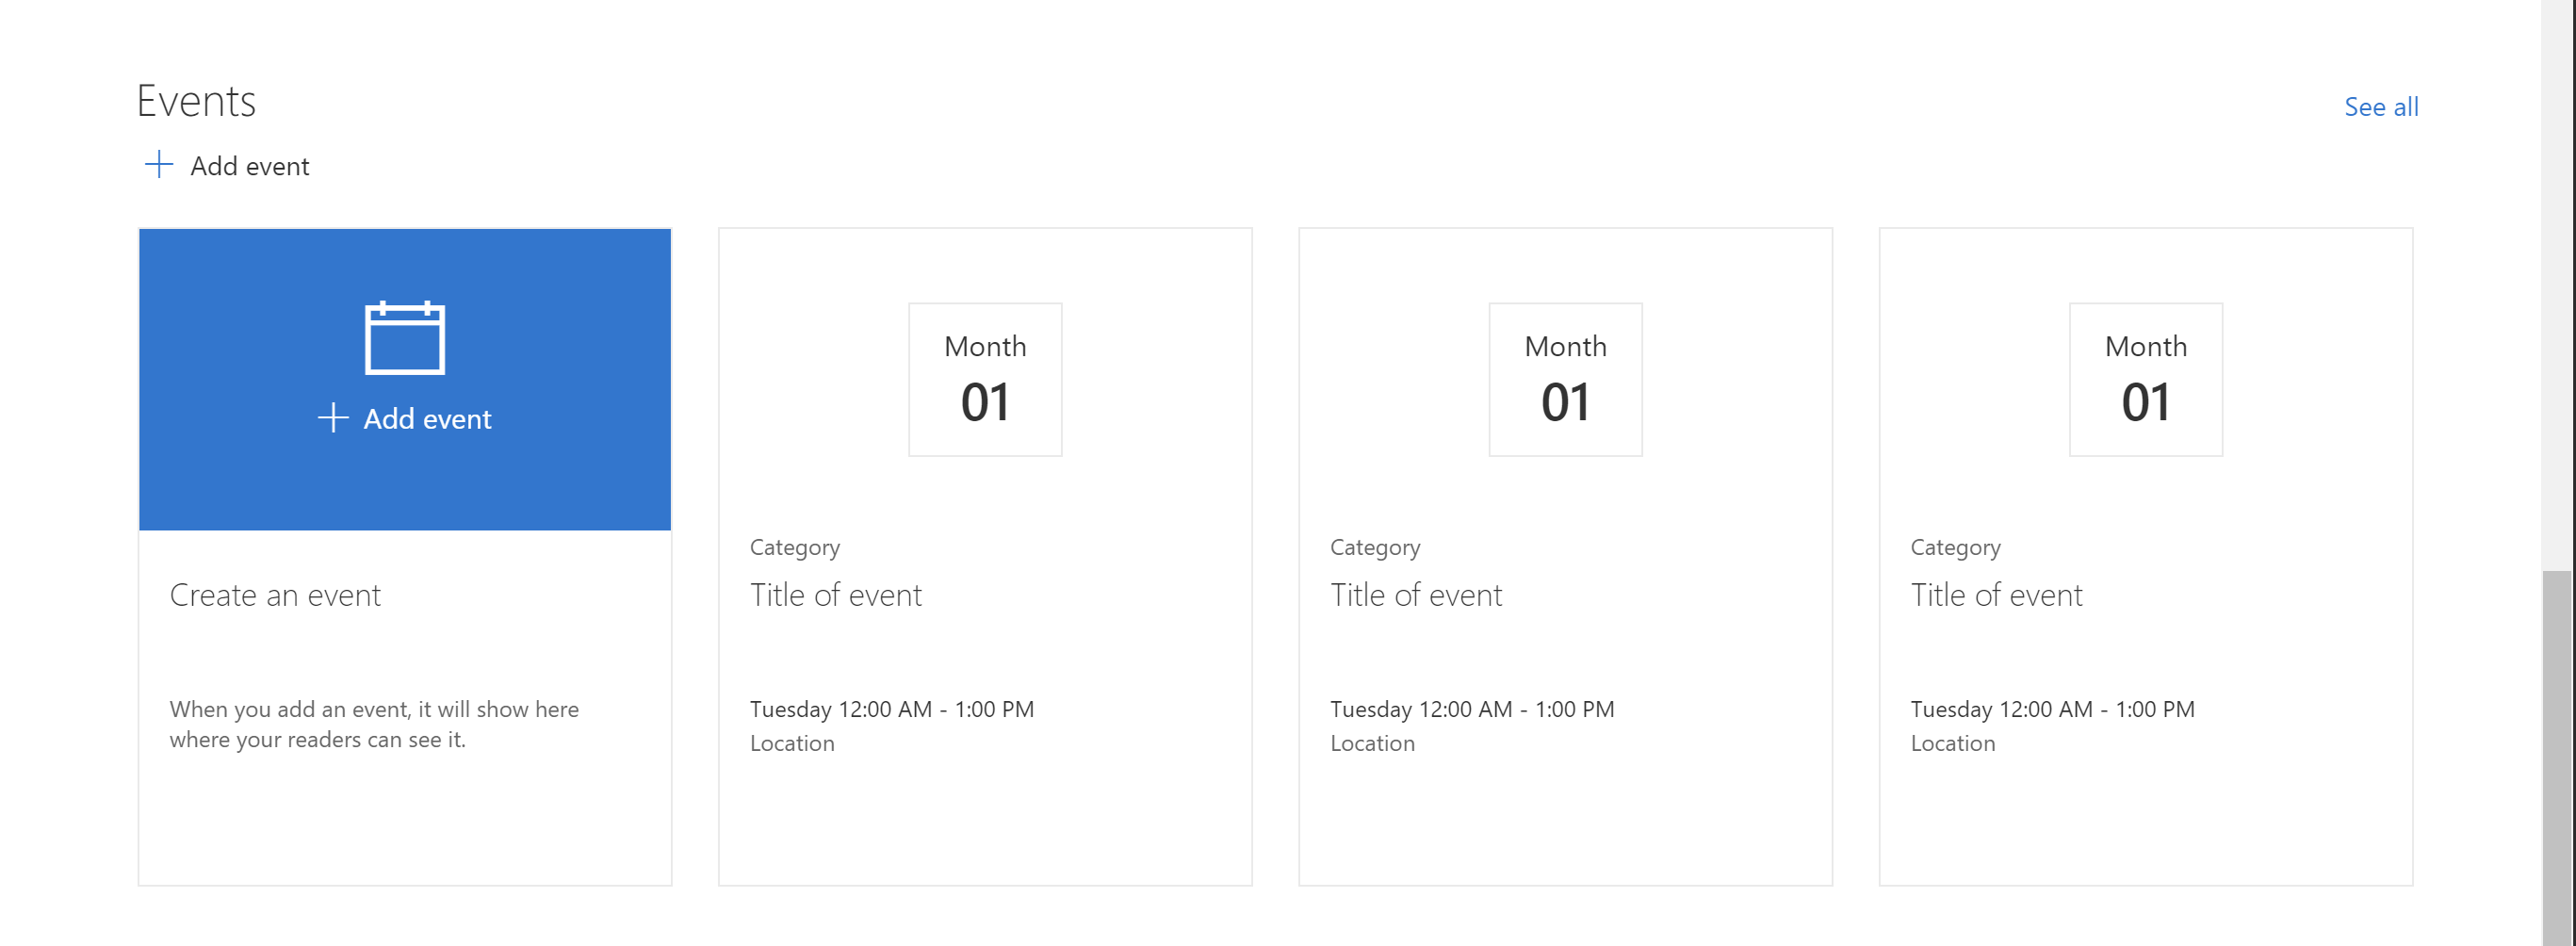 Events
See all
Add event
Add event
Create an event
When you add an event, it will show here
where your readers can see it.
Month
01
Category
Title of event
Tuesday 12:00 AM - 1:00 PM
Location
Month
01
Category
Title of event
Tuesday 12:00 AM - 1:00 PM
Location
Month
01
Category
Title of event
Tuesday 12:00 AM - 1:00 PM
Location